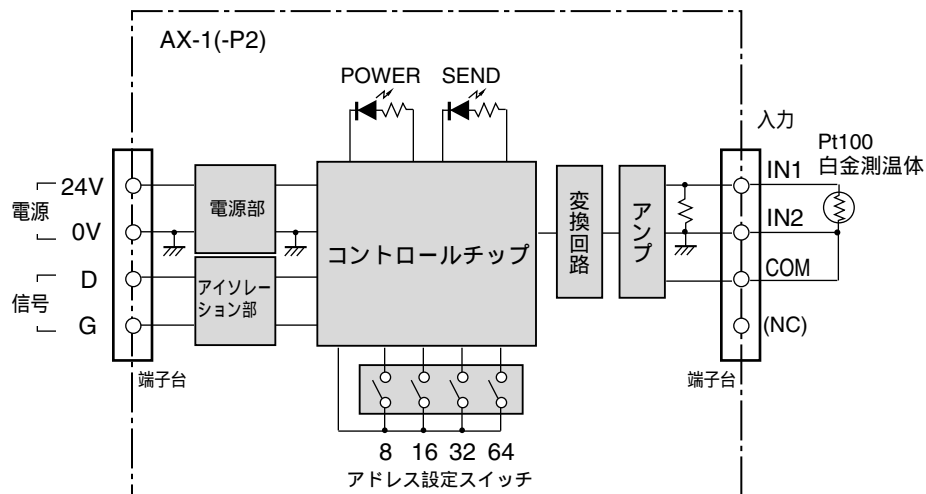 AX-1(-P2)
POWER SEND
入力
Pt100
白金測温体
電源
24V
0V
信号
D
G
端子台
電源部
アイソレー
ション部
コントロールチップ
変換回路
アンプ
IN1
IN2
COM
(NC)
端子台
8 16 32 64
アドレス設定スイッチ